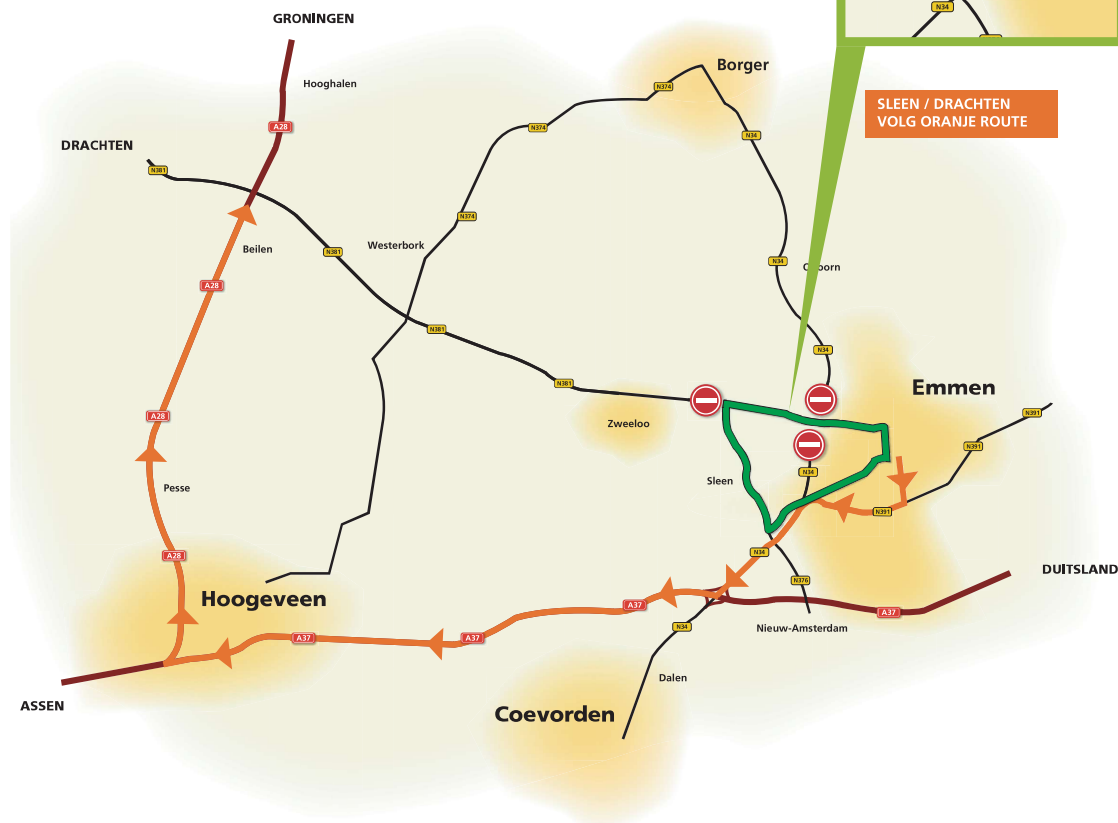 GRONINGEN
N34
Hooghalen
Borger
N374
SLEEN / DRACHTEN
VOLG ORANJE ROUTE
A28
N374
N34
DRACHTEN
N381
N374
Westerbork
Beilen
N381
N34
A28
N381
N34
N381
Emmen
Zweeloo
N391
A28
N391
N34
Sleen
Pesse
N391
A28
N34
DUITSLAND
N376
Hoogeveen
A37
A37
Nieuw-Amsterdam
N34
A37
A37
Dalen
ASSEN
Coevorden